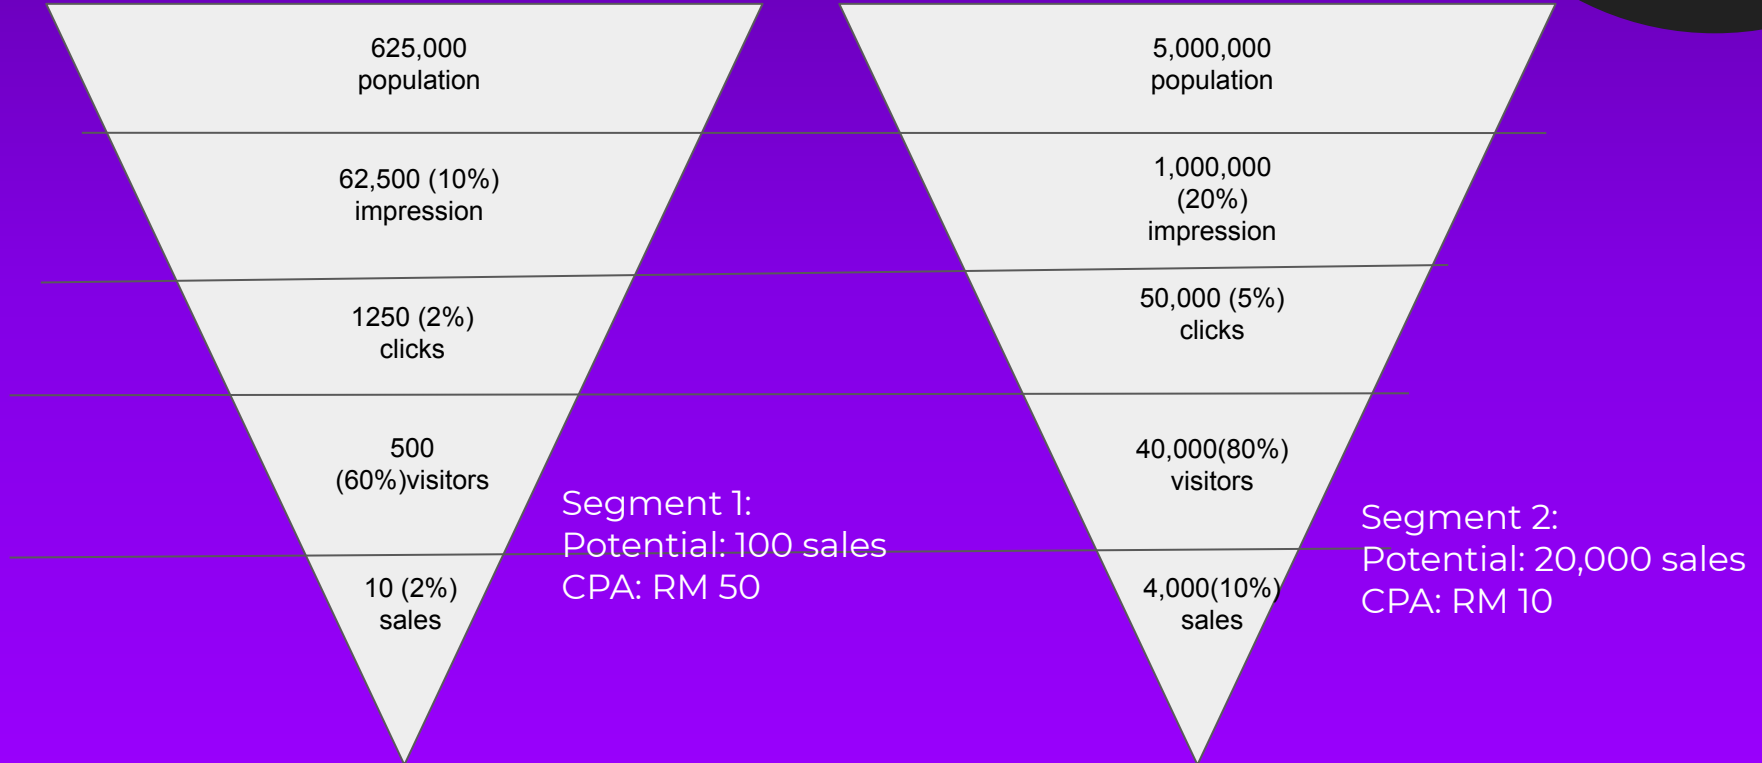 625,000
population
62,500 (10%)
impression
1250 (2%)
clicks
500
(60%)visitors
10 (2%)
sales
Segment 1:
Potential: 100 sales
CPA: RM 50
5,000,000
population
1,000,000
(20%)
impression
50,000 (5%)
clicks
40,000(80%)
visitors
4,000(10%)
sales
Segment 2:
Potential: 20,000 sales
CPA: RM 10